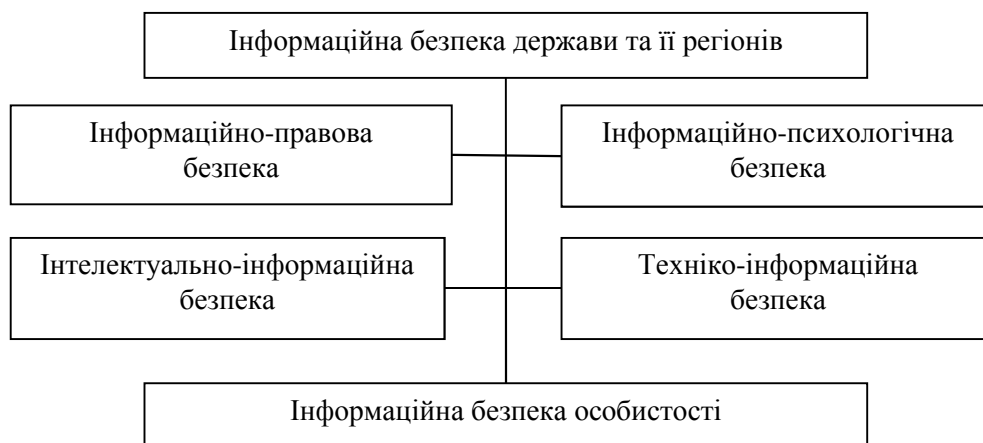 Інформаційна безпека держави та її регіонів
Інформаційно-правова
безпека
Інформаційно-психологічна
безпека
Інтелектуально-інформаційна
безпека
Техніко-інформаційна
безпека
Інформаційна безпека особистості